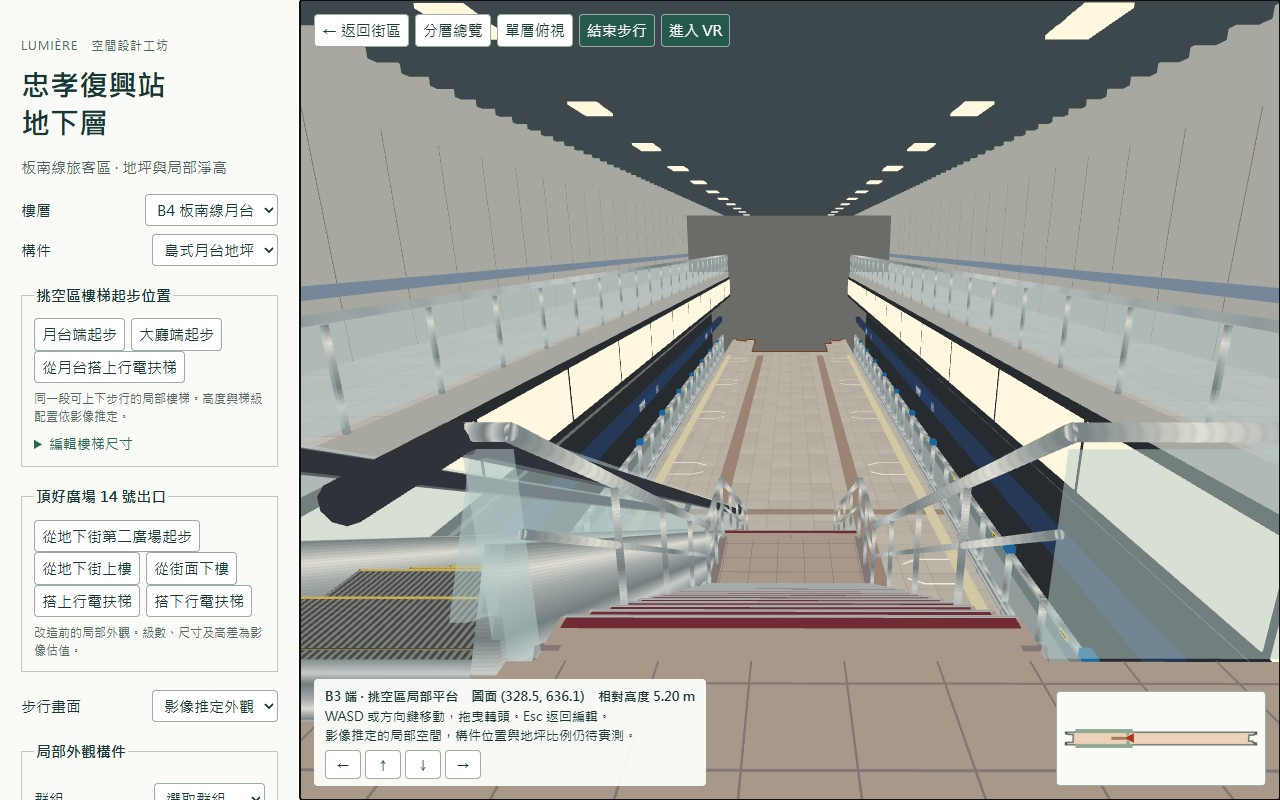 LUMIÈRE 空間設計工坊
忠孝復興站
地下層
板南線旅客區 · 地坪與局部淨高
樓層
B4 板南線月台
構件
島式月台地坪
挑空區樓梯起步位置
月台端起步
大廳端起步
從月台搭上行電扶梯
同一段可上下步行的局部樓梯。高度與梯級
配置依影像推定。
▶ 編輯樓梯尺寸
頂好廣場 14 號出口
從地下街第二廣場起步
從地下街上樓
從街面下樓
搭上行電扶梯
搭下行電扶梯
改造前的局部外觀。級數、尺寸及高差為影
像估值。
步行畫面
影像推定外觀
局部外觀構件
群組
選取群組
← 返回街區
分層總覽
單層俯視
結束步行
進入 VR
B3 端 · 挑空區局部平台 圖面 (328.5, 636.1) 相對高度 5.20 m
WASD 或方向鍵移動，拖曳轉頭。Esc 返回編輯。
影像推定的局部空間，構件位置與地坪比例仍待實測。
← ↑ ↓ →